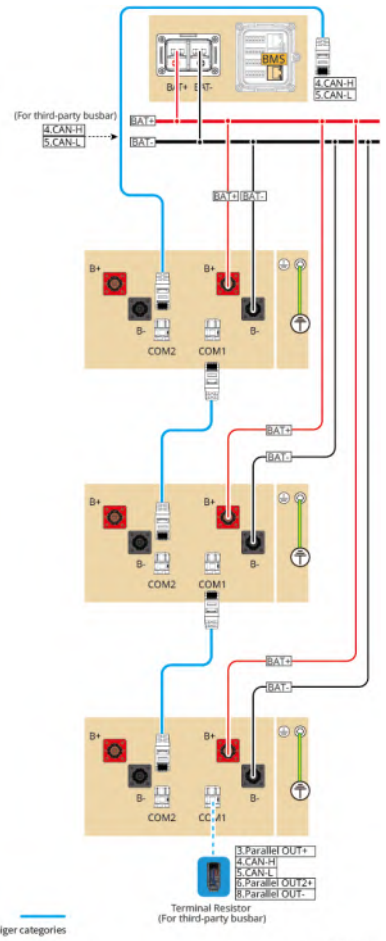 BMS
BAT+ BAT-
4.CAN-H
5.CAN-L
(For third-party busbar)
4.CAN-H
5.CAN-L
BAT+
BAT-
BAT+ BAT-
B+
B+
B-
B-
COM2
COM1
BAT+
BAT-
B+
B+
B-
B-
COM2
COM1
BAT+
BAT-
B+
B+
B-
B-
COM2
COM1
3.Parallel OUT+
4.CAN-H
5.CAN-L
6.Parallel OUT2+
8.Parallel OUT-
Terminal Resistor
(For third-party busbar)
iger categories